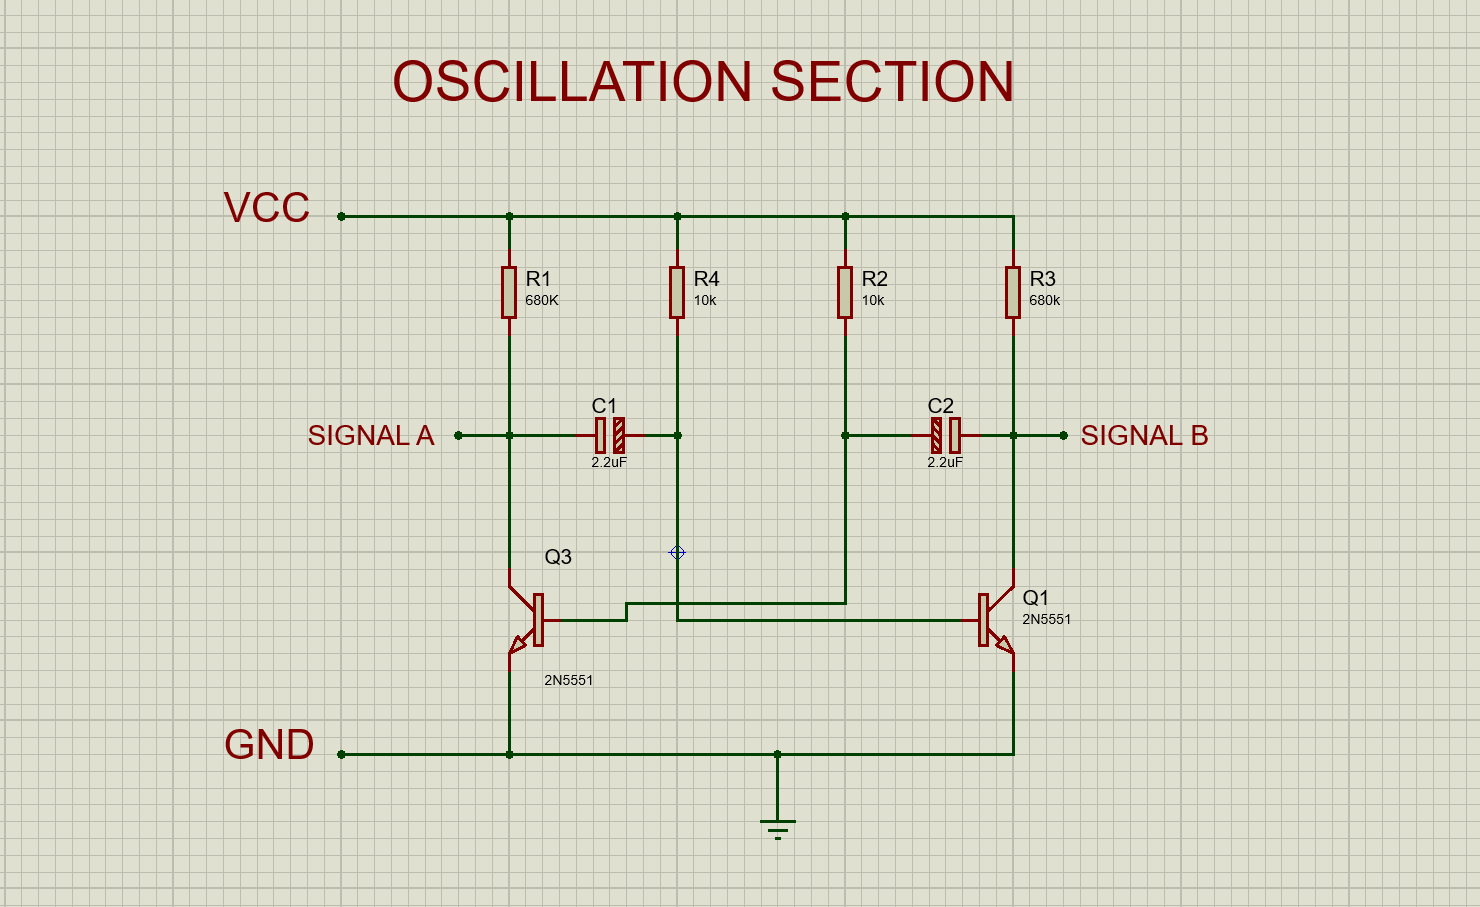 OSCILLATION SECTION
VCC
R1
680K
R4
10k
R2
10k
R3
680k
C1
2.2uF
C2
2.2uF
SIGNAL A
SIGNAL B
Q3
2N5551
Q1
2N5551
GND